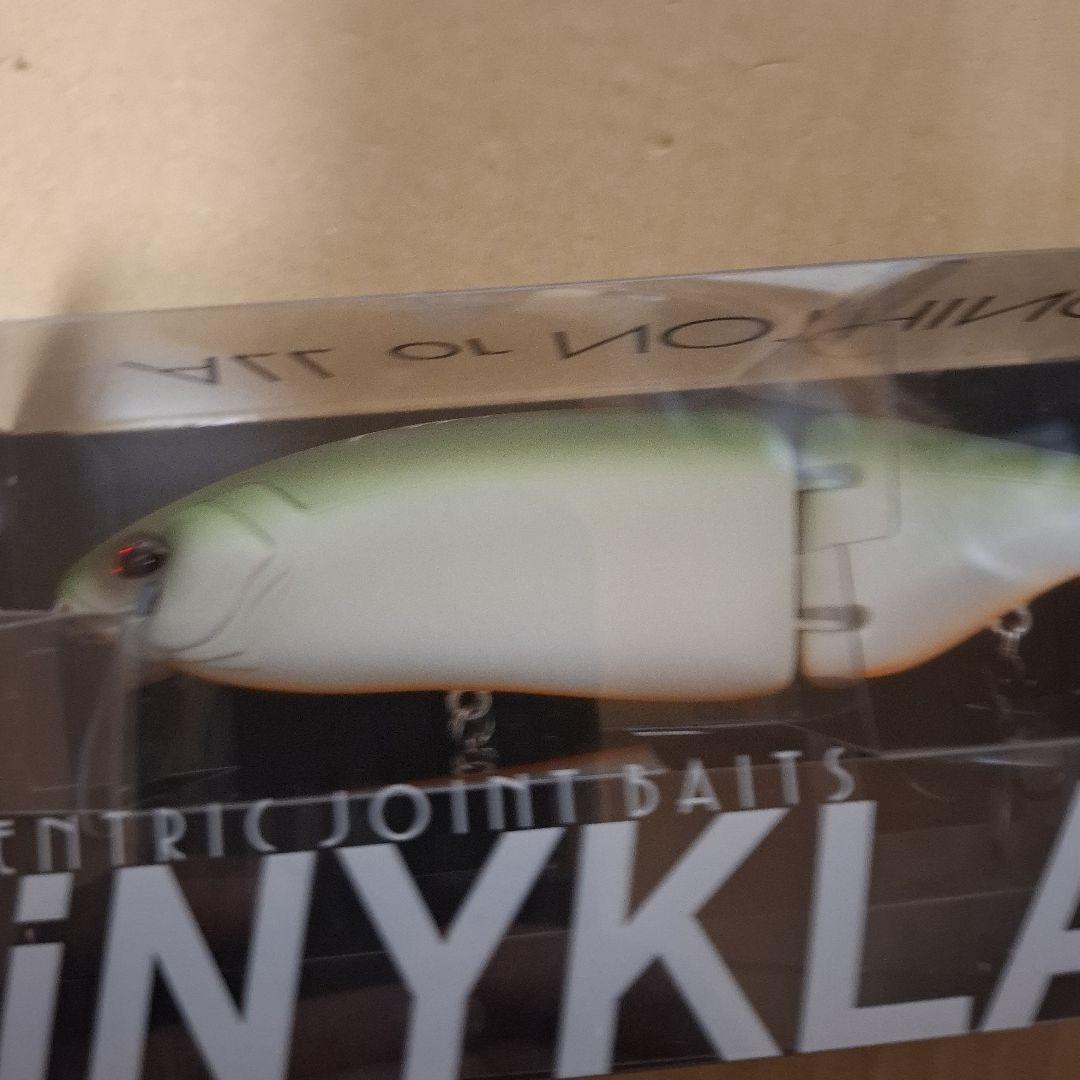 ALL or NOTHING
ENTRIC JOINT BAITS
iNYKLA